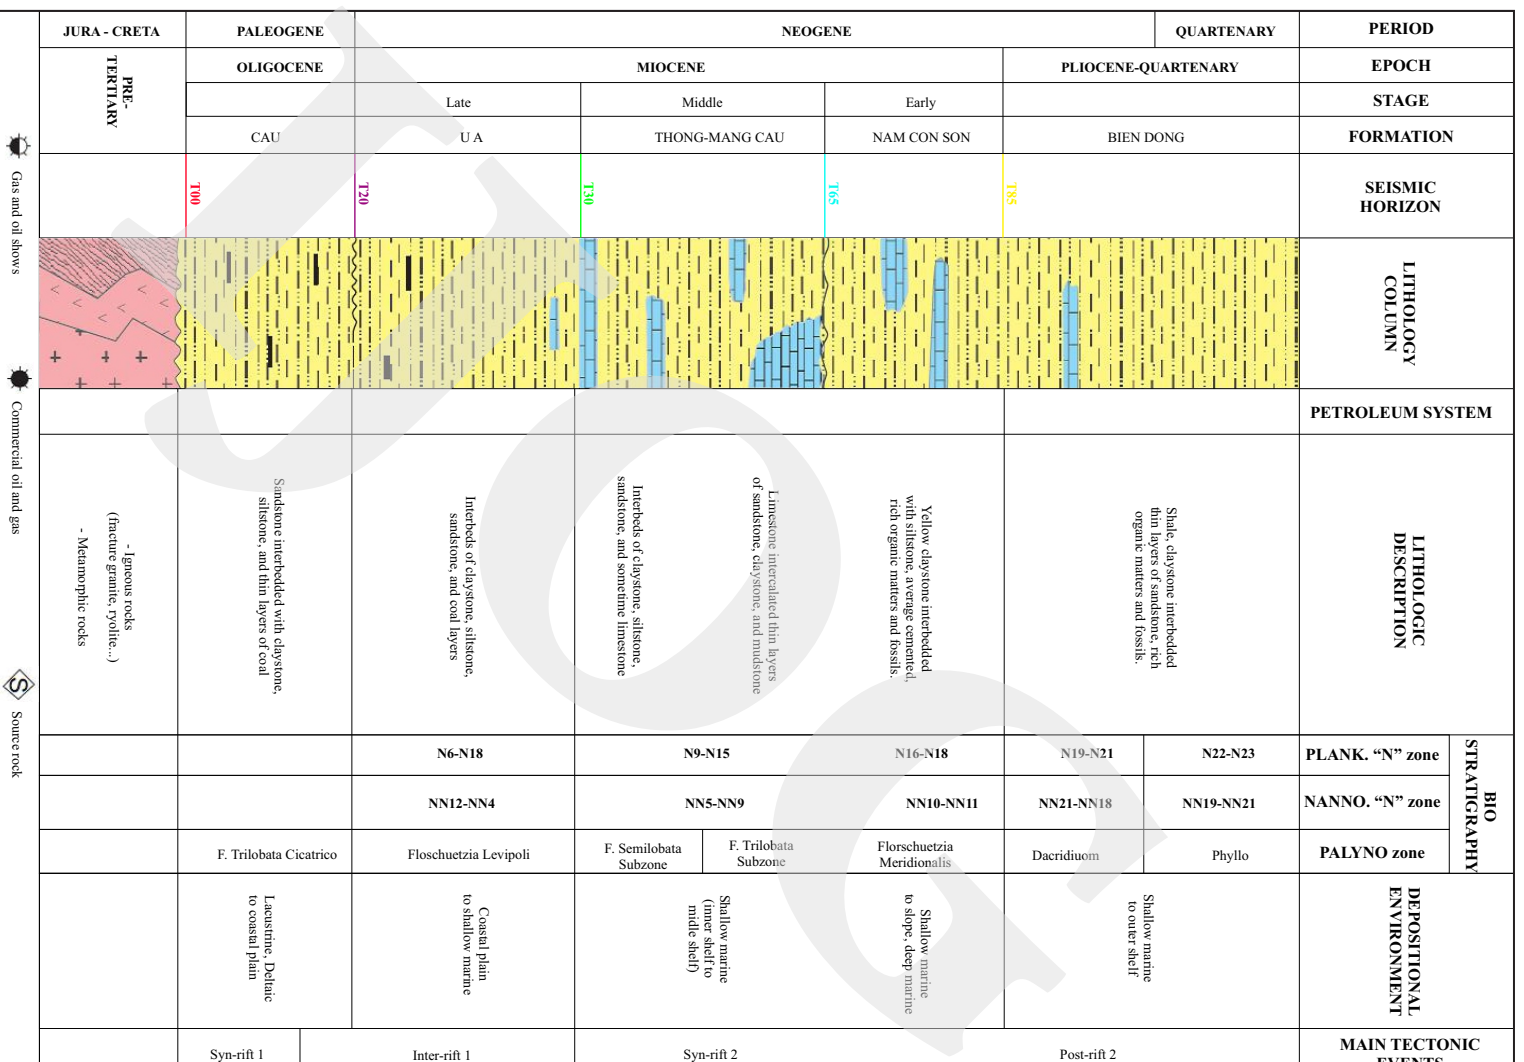 JURA - CRETA
PALEOGENE
NEOGENE
QUARTENARY
PERIOD
PRE-
TERTIARY
OLIGOCENE
MIOCENE
PLIOCENE-QUARTENARY
EPOCH
Late
Middle
Early
STAGE
CAU
U A
THONG-MANG CAU
NAM CON SON
BIEN DONG
FORMATION
T00
T20
T30
T65
T85
SEISMIC
HORIZON
LITHOLOGY
COLUMN
PETROLEUM SYSTEM
- Igneous rocks
(fracture granite, ryolite...)
- Metamorphic rocks
Sandstone interbedded with claystone,
siltstone, and thin layers of coal
Interbeds of claystone, siltstone,
sandstone, and coal layers
Interbeds of claystone, siltstone,
sandstone, and sometime limestone
Limestone intercalated thin layers
of sandstone, claystone, and mudstone
Yellow claystone interbedded
with siltstone, average cemented,
rich organic matters and fossils.
Shale, claystone interbedded
thin layers of sandstone, rich
organic matters and fossils.
LITHOLOGIC
DESCRIPTION
N6-N18
N9-N15
N16-N18
N19-N21
N22-N23
PLANK. “N” zone
NN12-NN4
NN5-NN9
NN10-NN11
NN21-NN18
NN19-NN21
NANNO. “N” zone
F. Trilobata Cicatrico
Floschuetzia Levipoli
F. Semilobata
Subzone
F. Trilobata
Subzone
Florschuetzia
Meridionalis
Dacridiuom
Phyllo
PALYNO zone
BIO
STRATIGRAPHY
Lacustrine, Deltaic
to coastal plain
Coastal plain
to shallow marine
Shallow marine
(inner shelf to
midle shelf)
Shallow marine
to slope, deep marine
Shallow marine
to outer shelf
DEPOSITIONAL
ENVIRONMENT
Syn-rift 1
Inter-rift 1
Syn-rift 2
Post-rift 2
MAIN TECTONIC
EVENTS
Gas and oil shows
Commercial oil and gas
S
Source rock
JOG